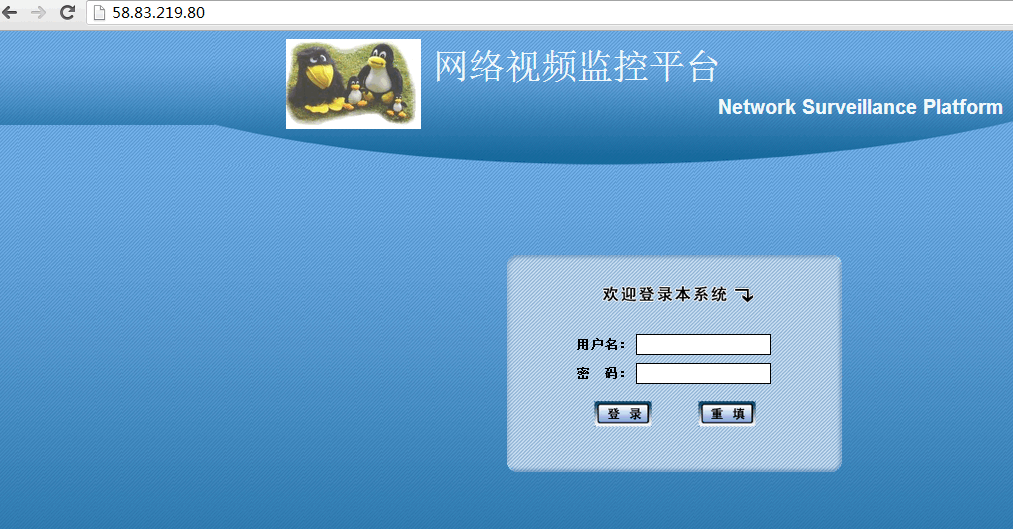 58.83.219.80
网络视频监控平台
Network Surveillance Platform
欢迎登录本系统
用户名：
密 码：
登 录 重 填